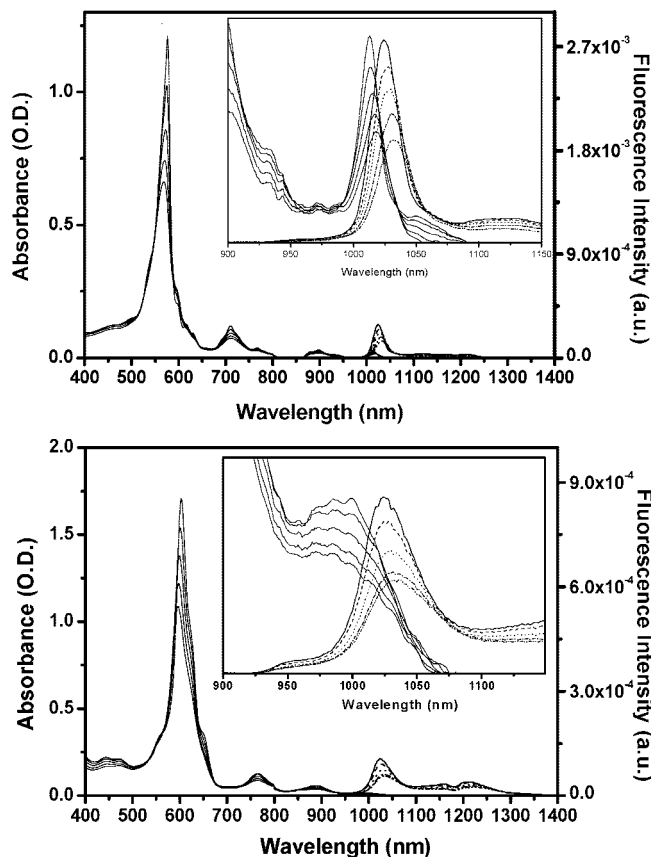 2.7x10⁻³
1.8x10⁻³
9.0x10⁻⁴
0.0
Fluorescence Intensity (a.u.)
1.0
0.5
0.0
Absorbance (O.D.)
900 950 1000 1050 1100 1150
Wavelength (nm)
400 500 600 700 800 900 1000 1100 1200 1300 1400
Wavelength (nm)
2.0
1.5
1.0
0.5
0.0
Absorbance (O.D.)
9.0x10⁻⁴
6.0x10⁻⁴
3.0x10⁻⁴
0.0
Fluorescence Intensity (a.u.)
900 950 1000 1050 1100
Wavelength (nm)
400 500 600 700 800 900 1000 1100 1200 1300 1400
Wavelength (nm)